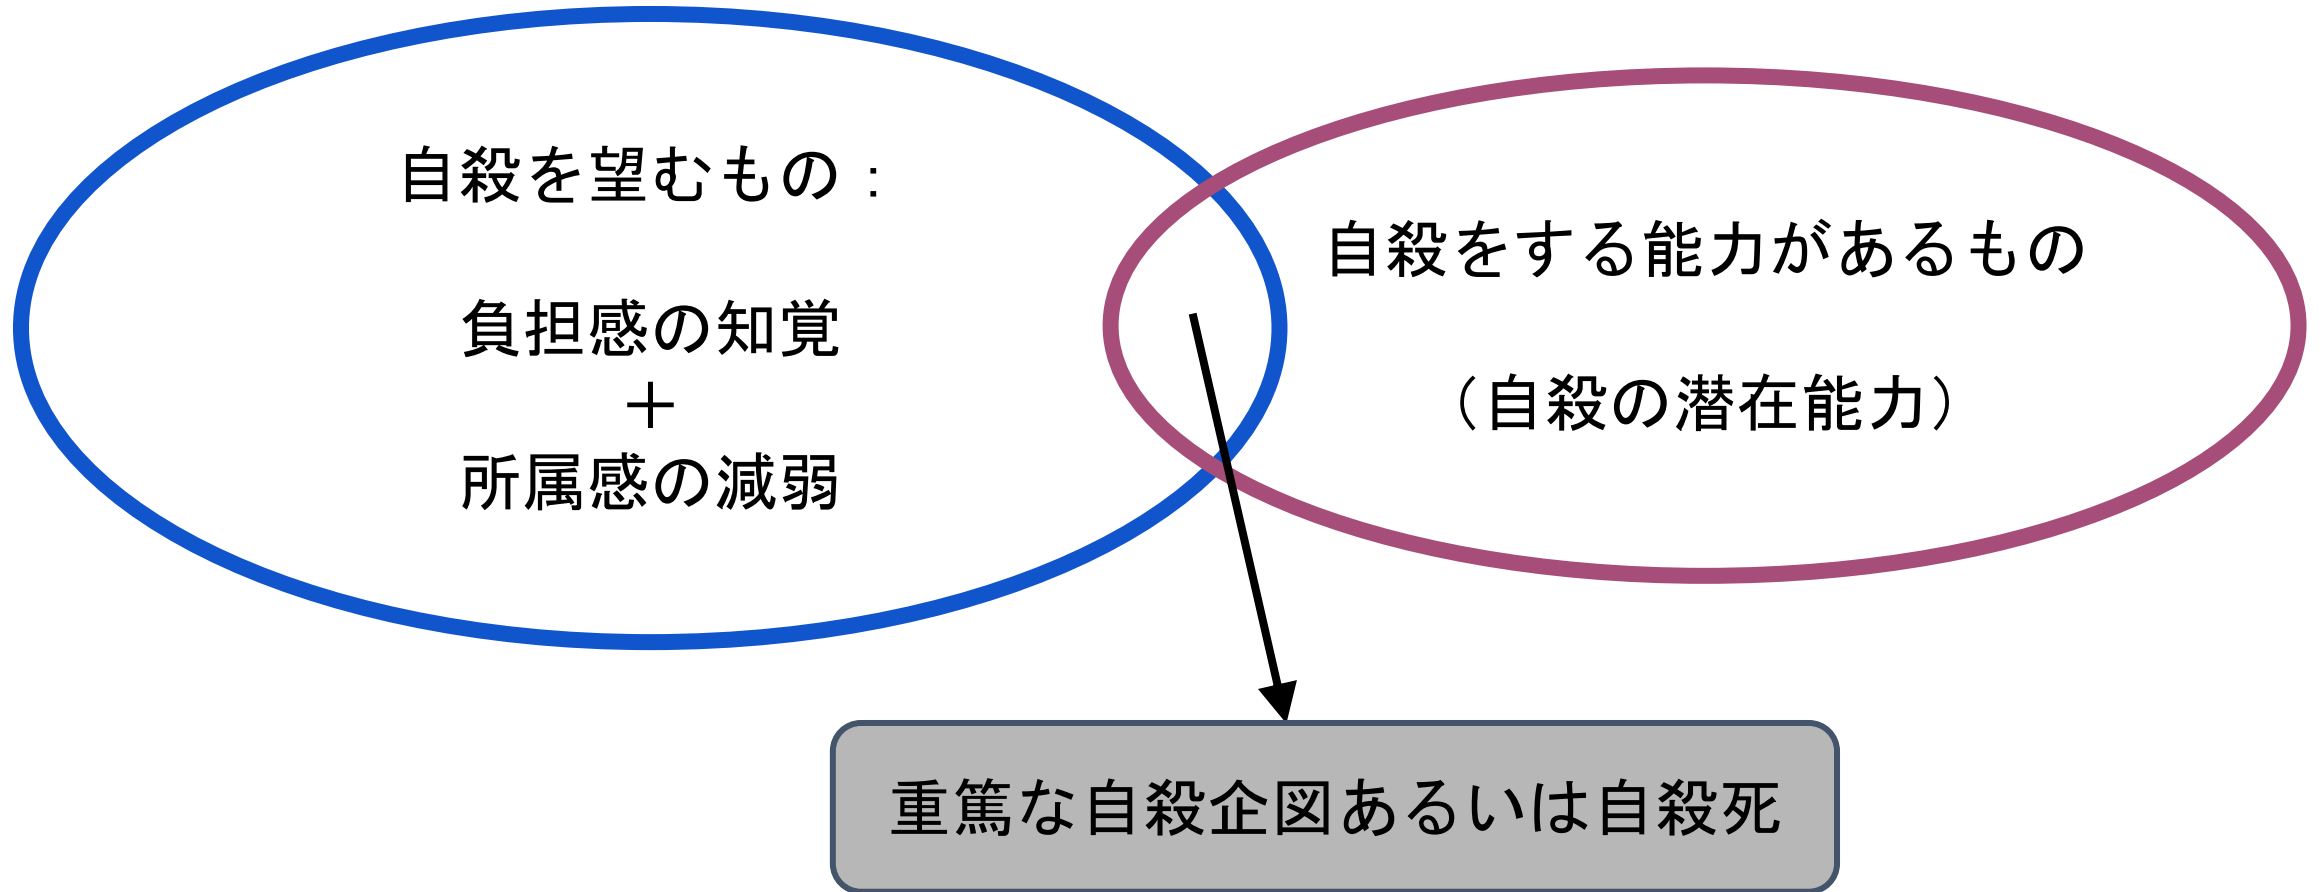 自殺を望むもの：
負担感の知覚
＋
所属感の減弱
自殺をする能力があるもの
（自殺の潜在能力）
重篤な自殺企図あるいは自殺死